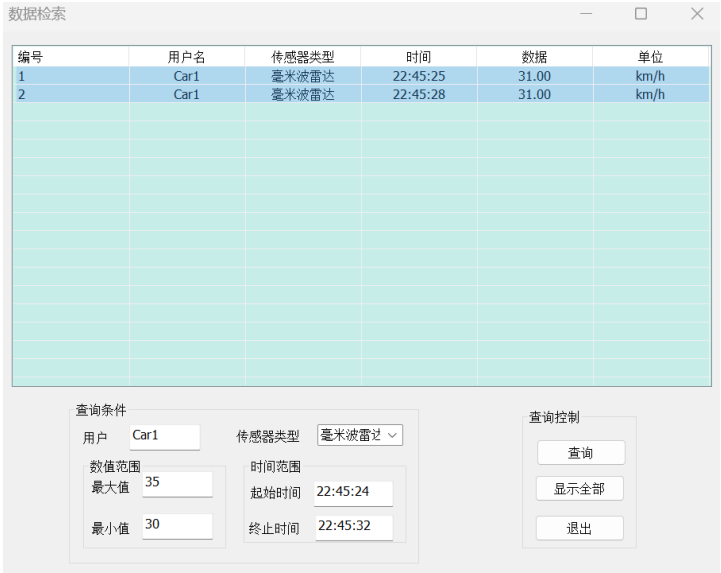 数据检索
编号 用户名 传感器类型 时间 数据 单位
1 Car1 毫米波雷达 22:45:25 31.00 km/h
2 Car1 毫米波雷达 22:45:28 31.00 km/h
查询条件
用户 Car1 传感器类型 毫米波雷达
数值范围
最大值 35
最小值 30
时间范围
起始时间 22:45:24
终止时间 22:45:32
查询控制
查询
显示全部
退出